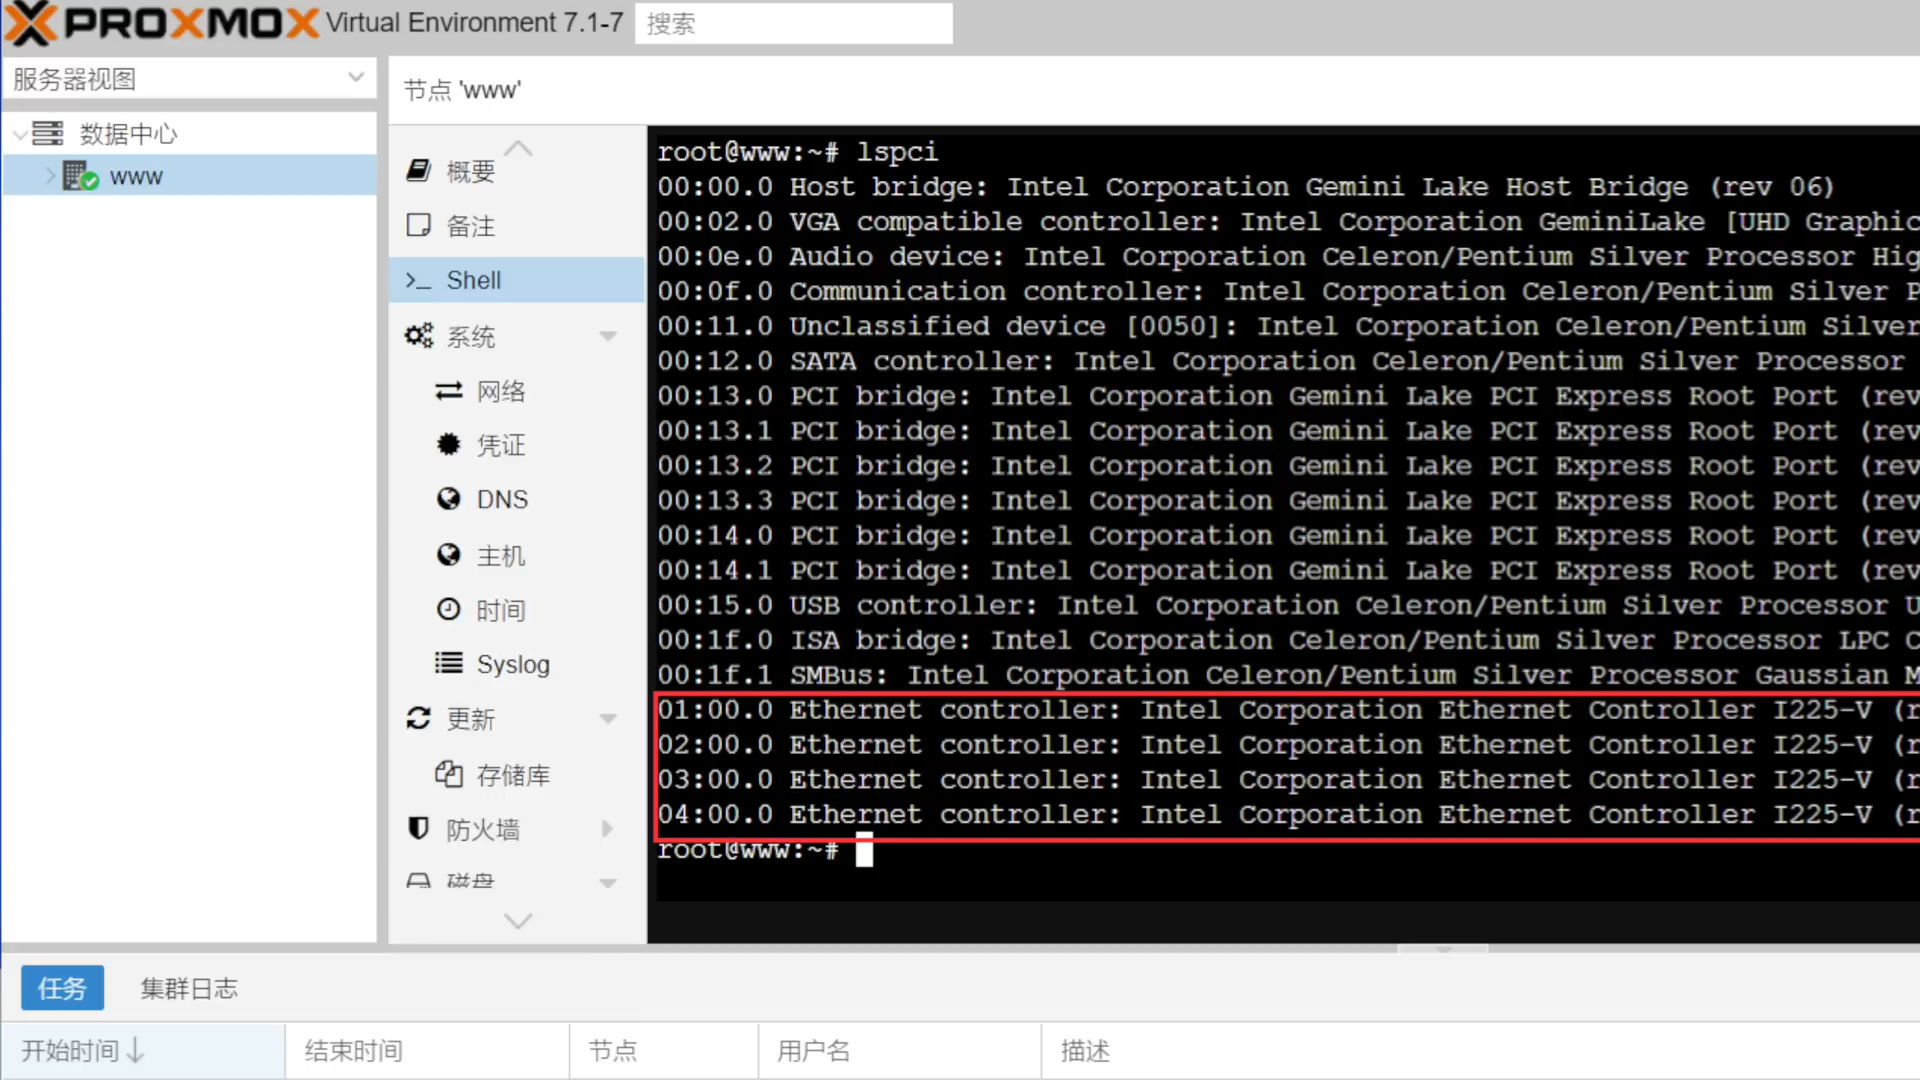 PROXMOX Virtual Environment 7.1-7 搜索
服务器视图
数据中心
www
节点 'www'
概要
备注
Shell
系统
网络
凭证
DNS
主机
时间
Syslog
更新
存储库
防火墙
磁盘
root@www:~# lspci
00:00.0 Host bridge: Intel Corporation Gemini Lake Host Bridge (rev 06)
00:02.0 VGA compatible controller: Intel Corporation GeminiLake [UHD Graphic
00:0e.0 Audio device: Intel Corporation Celeron/Pentium Silver Processor Hig
00:0f.0 Communication controller: Intel Corporation Celeron/Pentium Silver P
00:11.0 Unclassified device [0050]: Intel Corporation Celeron/Pentium Silver
00:12.0 SATA controller: Intel Corporation Celeron/Pentium Silver Processor
00:13.0 PCI bridge: Intel Corporation Gemini Lake PCI Express Root Port (rev
00:13.1 PCI bridge: Intel Corporation Gemini Lake PCI Express Root Port (rev
00:13.2 PCI bridge: Intel Corporation Gemini Lake PCI Express Root Port (rev
00:13.3 PCI bridge: Intel Corporation Gemini Lake PCI Express Root Port (rev
00:14.0 PCI bridge: Intel Corporation Gemini Lake PCI Express Root Port (rev
00:14.1 PCI bridge: Intel Corporation Gemini Lake PCI Express Root Port (rev
00:15.0 USB controller: Intel Corporation Celeron/Pentium Silver Processor U
00:1f.0 ISA bridge: Intel Corporation Celeron/Pentium Silver Processor LPC C
00:1f.1 SMBus: Intel Corporation Celeron/Pentium Silver Processor Gaussian M
01:00.0 Ethernet controller: Intel Corporation Ethernet Controller I225-V (r
02:00.0 Ethernet controller: Intel Corporation Ethernet Controller I225-V (r
03:00.0 Ethernet controller: Intel Corporation Ethernet Controller I225-V (r
04:00.0 Ethernet controller: Intel Corporation Ethernet Controller I225-V (r
root@www:~#
任务 集群日志
开始时间↓ 结束时间 节点 用户名 描述